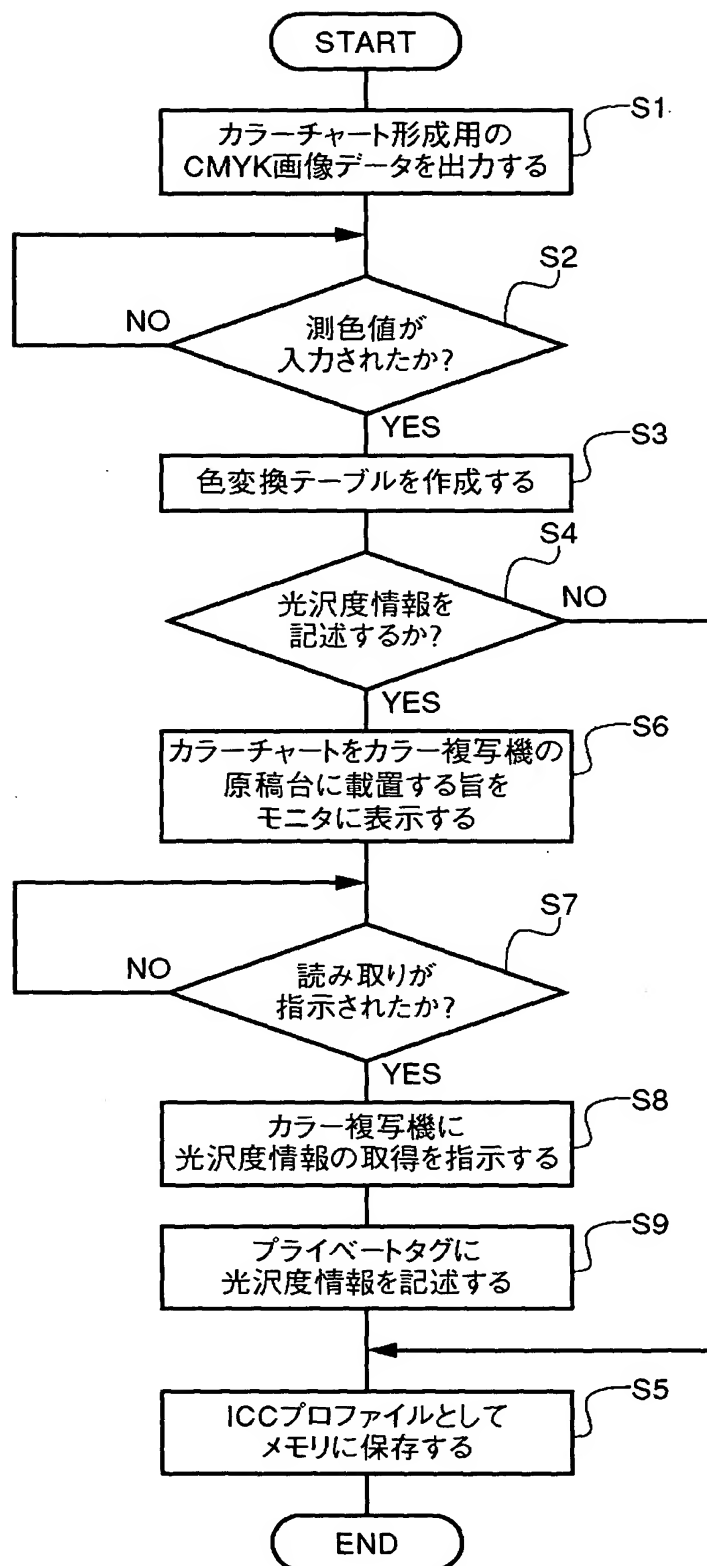 START
カラーチャート形成用の
CMYK画像データを出力する
S1
S2
NO
測色値が
入力されたか?
YES
S3
色変換テーブルを作成する
S4
光沢度情報を
記述するか?
NO
YES
S6
カラーチャートをカラー複写機の
原稿台に載置する旨を
モニタに表示する
S7
NO
読み取りが
指示されたか?
YES
S8
カラー複写機に
光沢度情報の取得を指示する
S9
プライベートタグに
光沢度情報を記述する
S5
ICCプロファイルとして
メモリに保存する
END